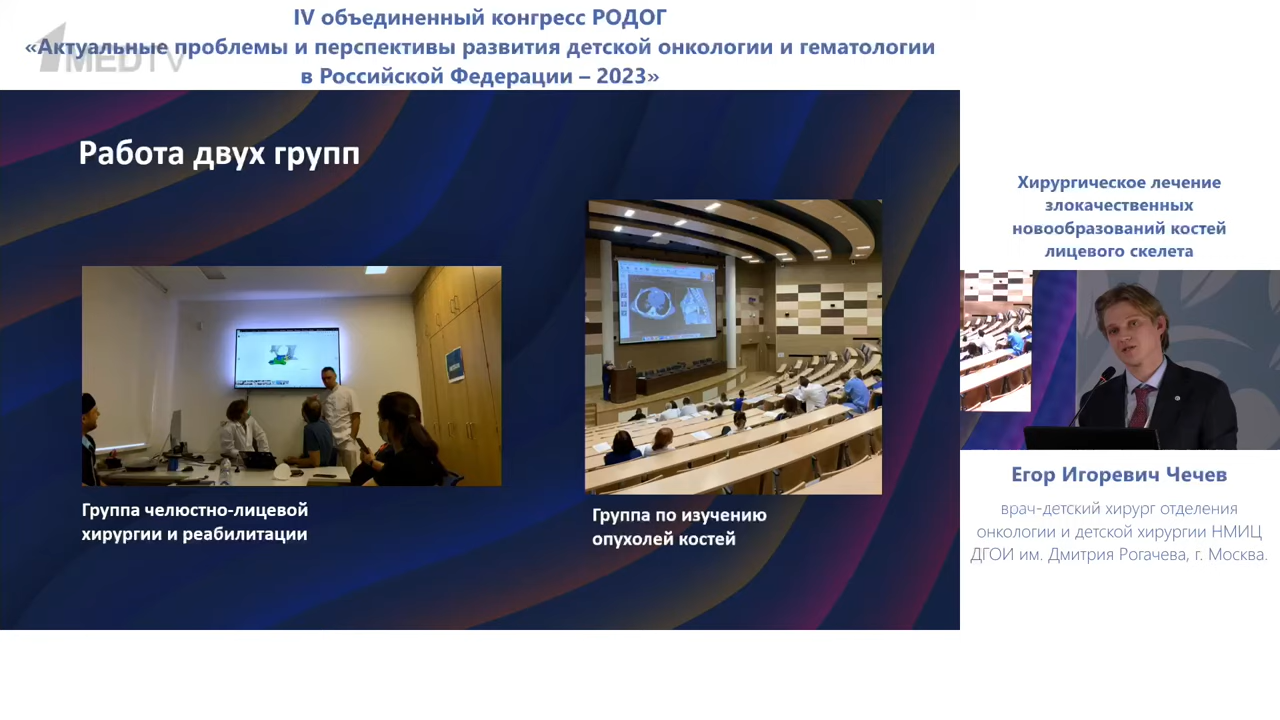 IV объединенный конгресс РОДОГ
«Актуальные проблемы и перспективы развития детской онкологии и гематологии
в Российской Федерации – 2023»
1MEDTV
Работа двух групп
Группа челюстно-лицевой
хирургии и реабилитации
Группа по изучению
опухолей костей
Хирургическое лечение
злокачественных
новообразований костей
лицевого скелета
Егор Игоревич Чечев
врач-детский хирург отделения
онкологии и детской хирургии НМИЦ
ДГОИ им. Дмитрия Рогачева, г. Москва.